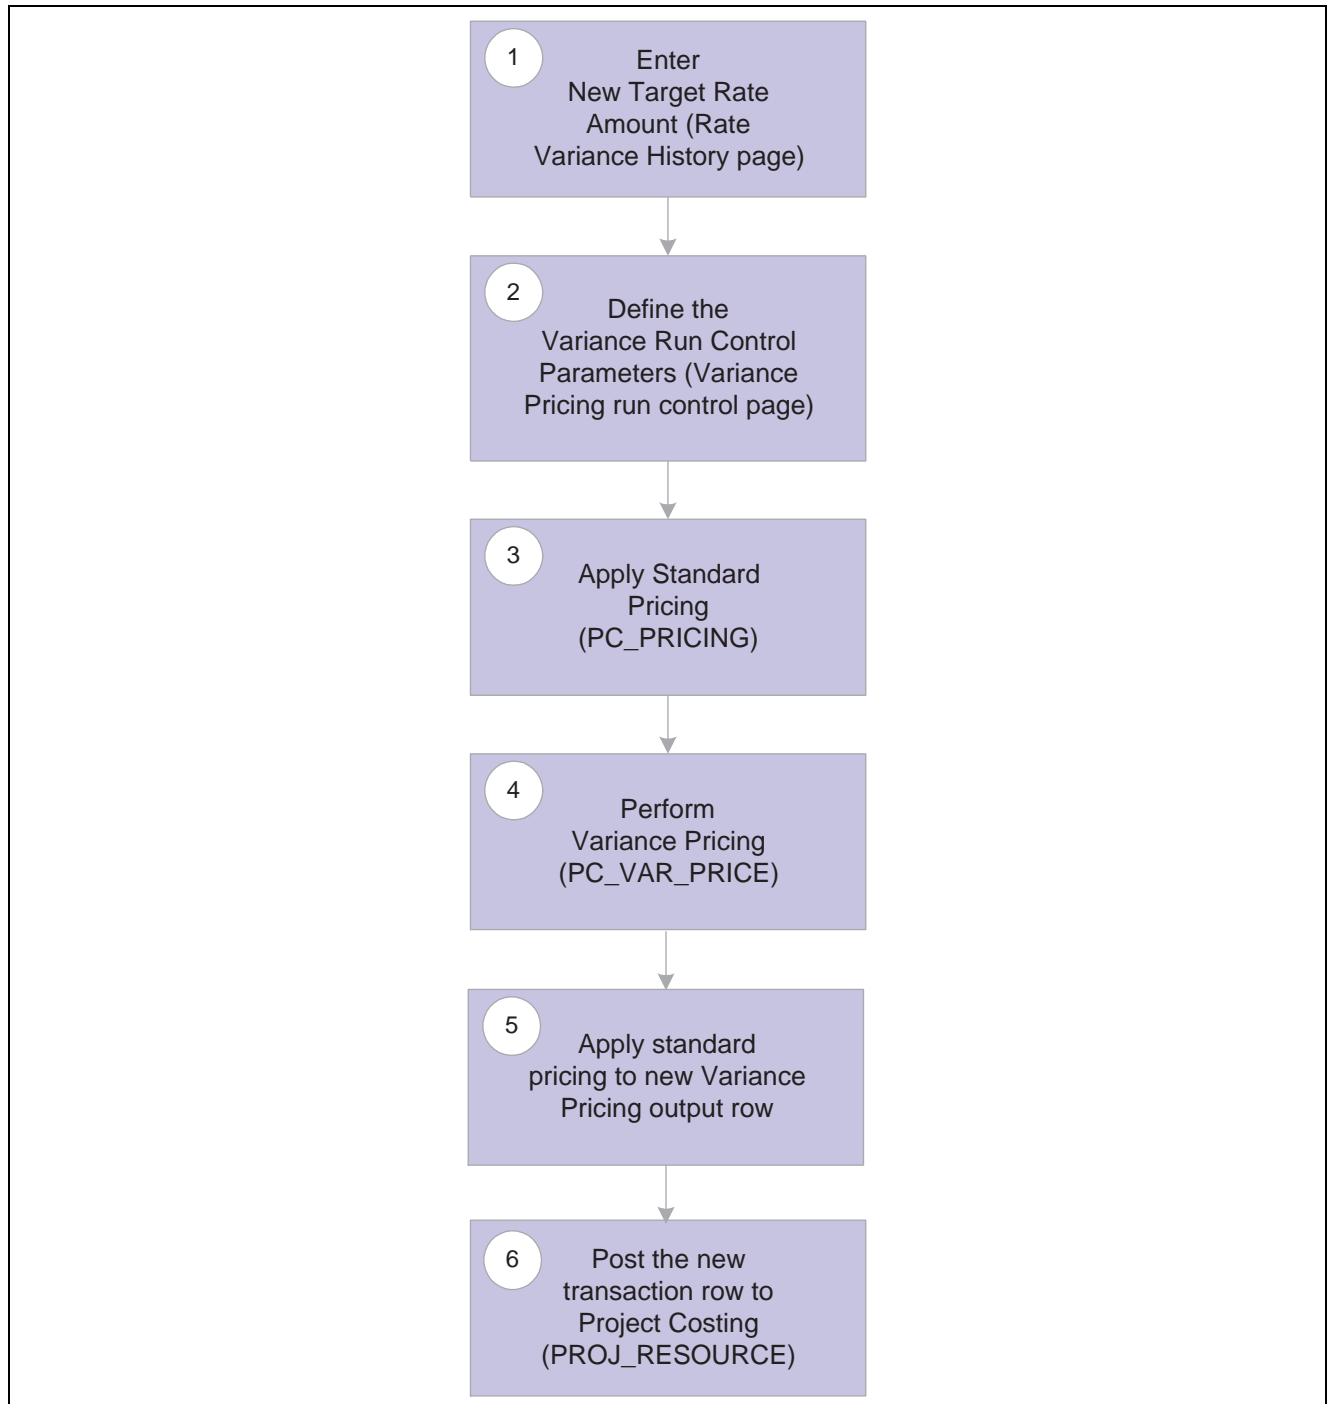 1
Enter
New Target Rate
Amount (Rate
Variance History page)
2
Define the
Variance Run Control
Parameters (Variance
Pricing run control page)
3
Apply Standard
Pricing
(PC_PRICING)
4
Perform
Variance Pricing
(PC_VAR_PRICE)
5
Apply standard
pricing to new Variance
Pricing output row
6
Post the new
transaction row to
Project Costing
(PROJ_RESOURCE)